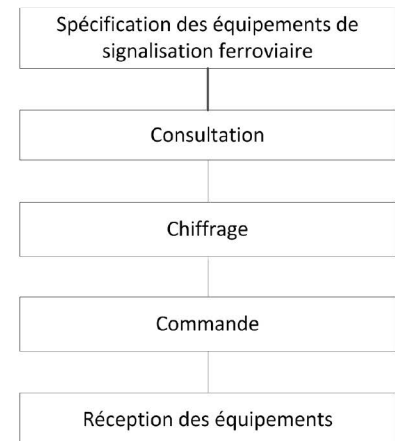 Spécification des équipements de
signalisation ferroviaire
Consultation
Chiffrage
Commande
Réception des équipements